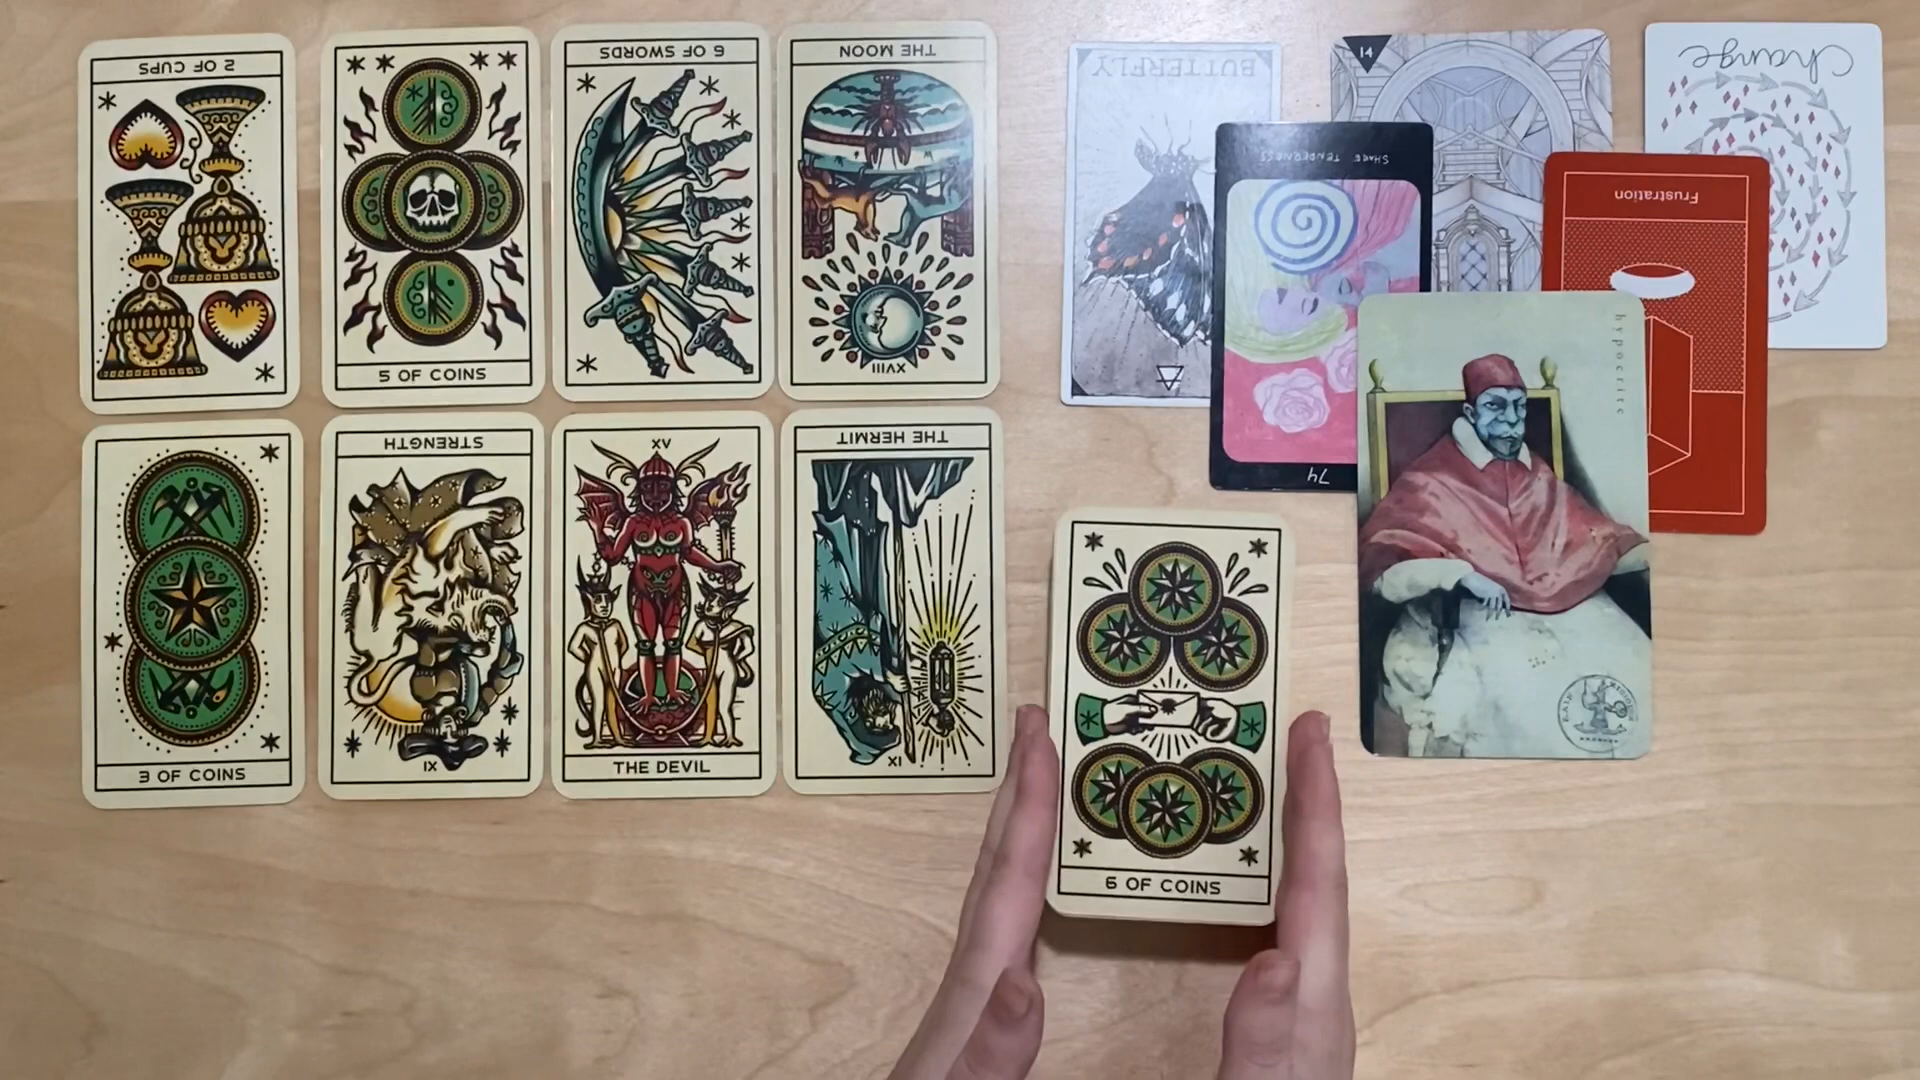 2 OF CUPS
5 OF COINS
6 OF SWORDS
THE MOON
XVIII
3 OF COINS
STRENGTH
XI
XV
THE DEVIL
THE HERMIT
IX
6 OF COINS
BUTTERFLY
14
Change
SHARE TENDERNESS
74
Frustration
hypocrite